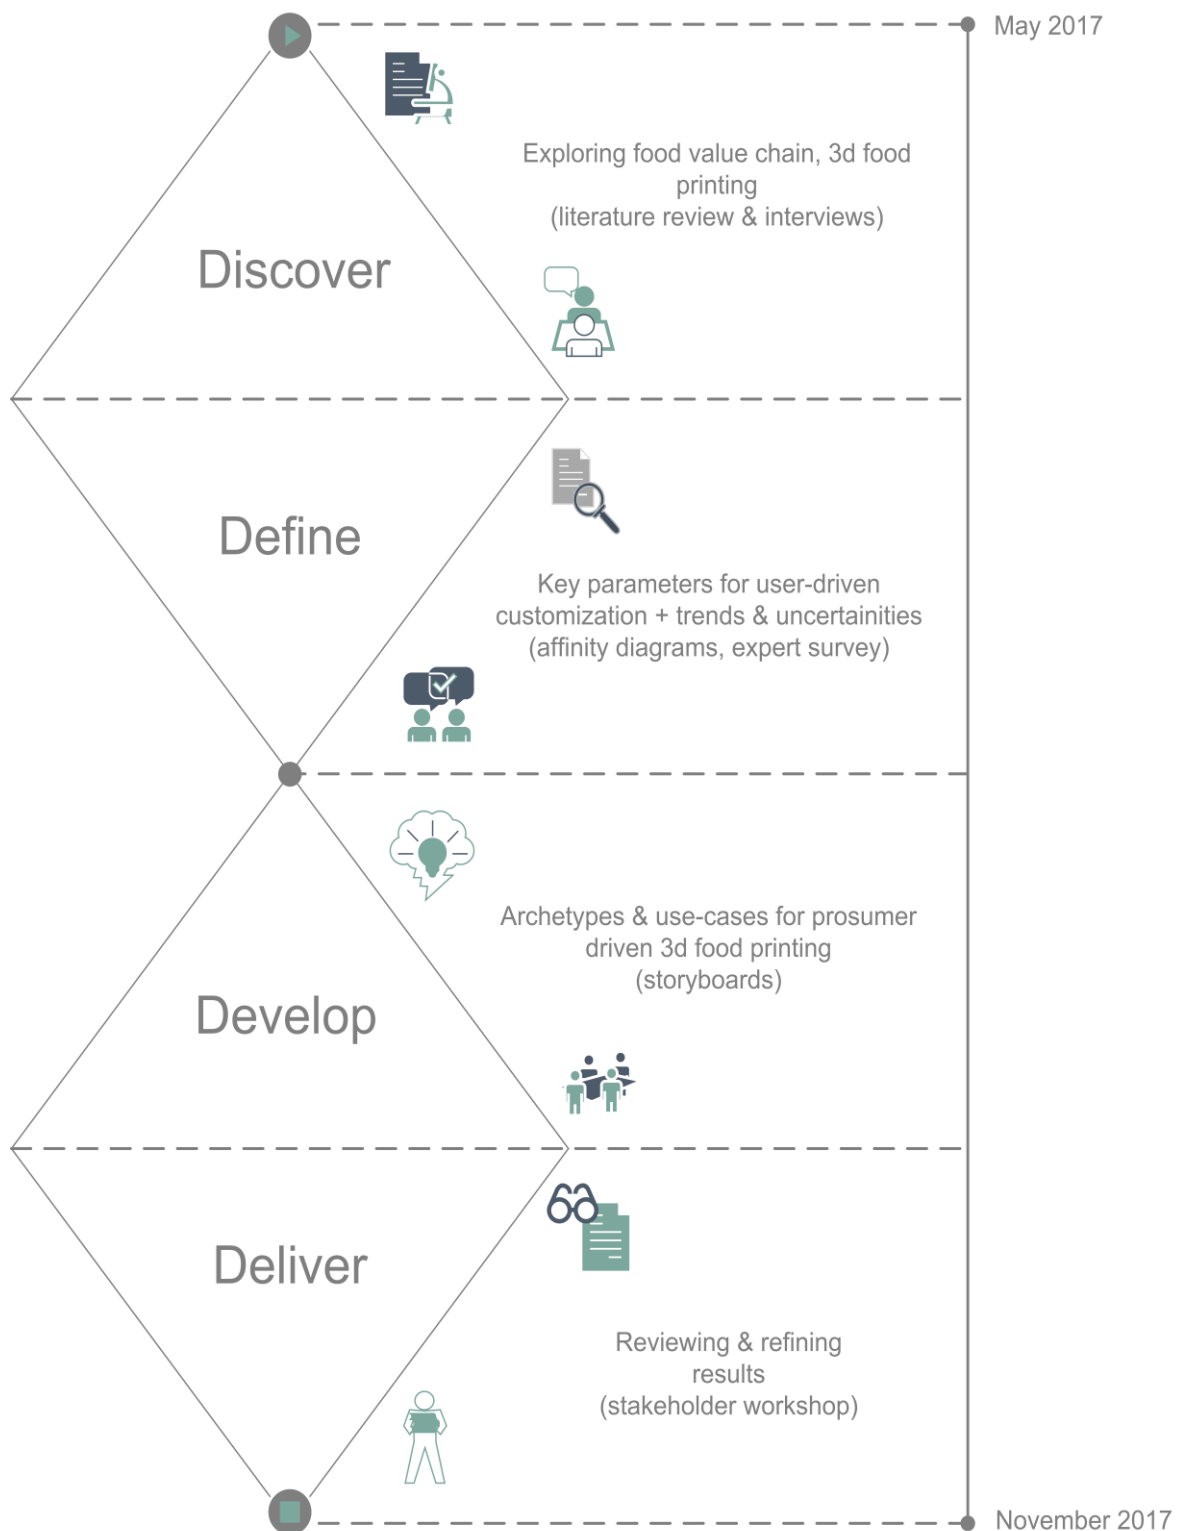 May 2017
Exploring food value chain, 3d food
printing
(literature review & interviews)
Discover
Define
Key parameters for user-driven
customization + trends & uncertainities
(affinity diagrams, expert survey)
Archetypes & use-cases for prosumer
driven 3d food printing
(storyboards)
Develop
Deliver
Reviewing & refining
results
(stakeholder workshop)
November 2017